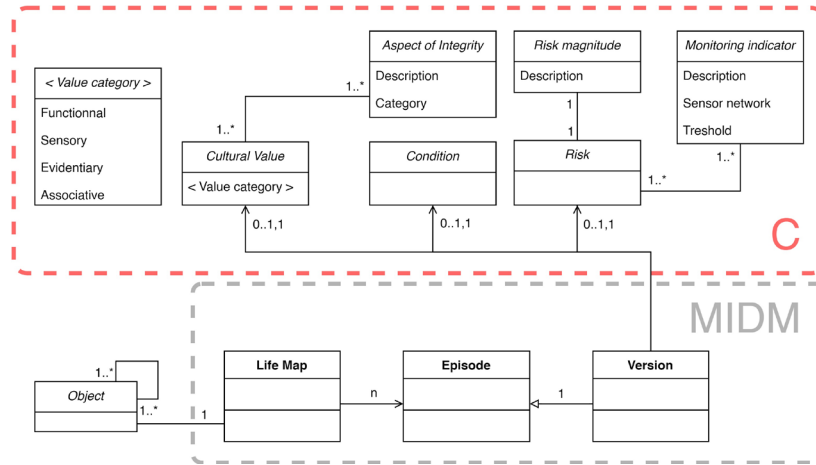 Aspect of Integrity
Description
Category
Risk magnitude
Description
Monitoring indicator
Description
Sensor network
Treshold
< Value category >
Functionnal
Sensory
Evidentiary
Associative
1..*
1..*
1
1
1..*
1..*
Cultural Value
< Value category >
Condition
Risk
0..1,1
0..1,1
0..1,1
C
MIDM
Life Map
Episode
Version
1..*
Object
1..*
1
n
1